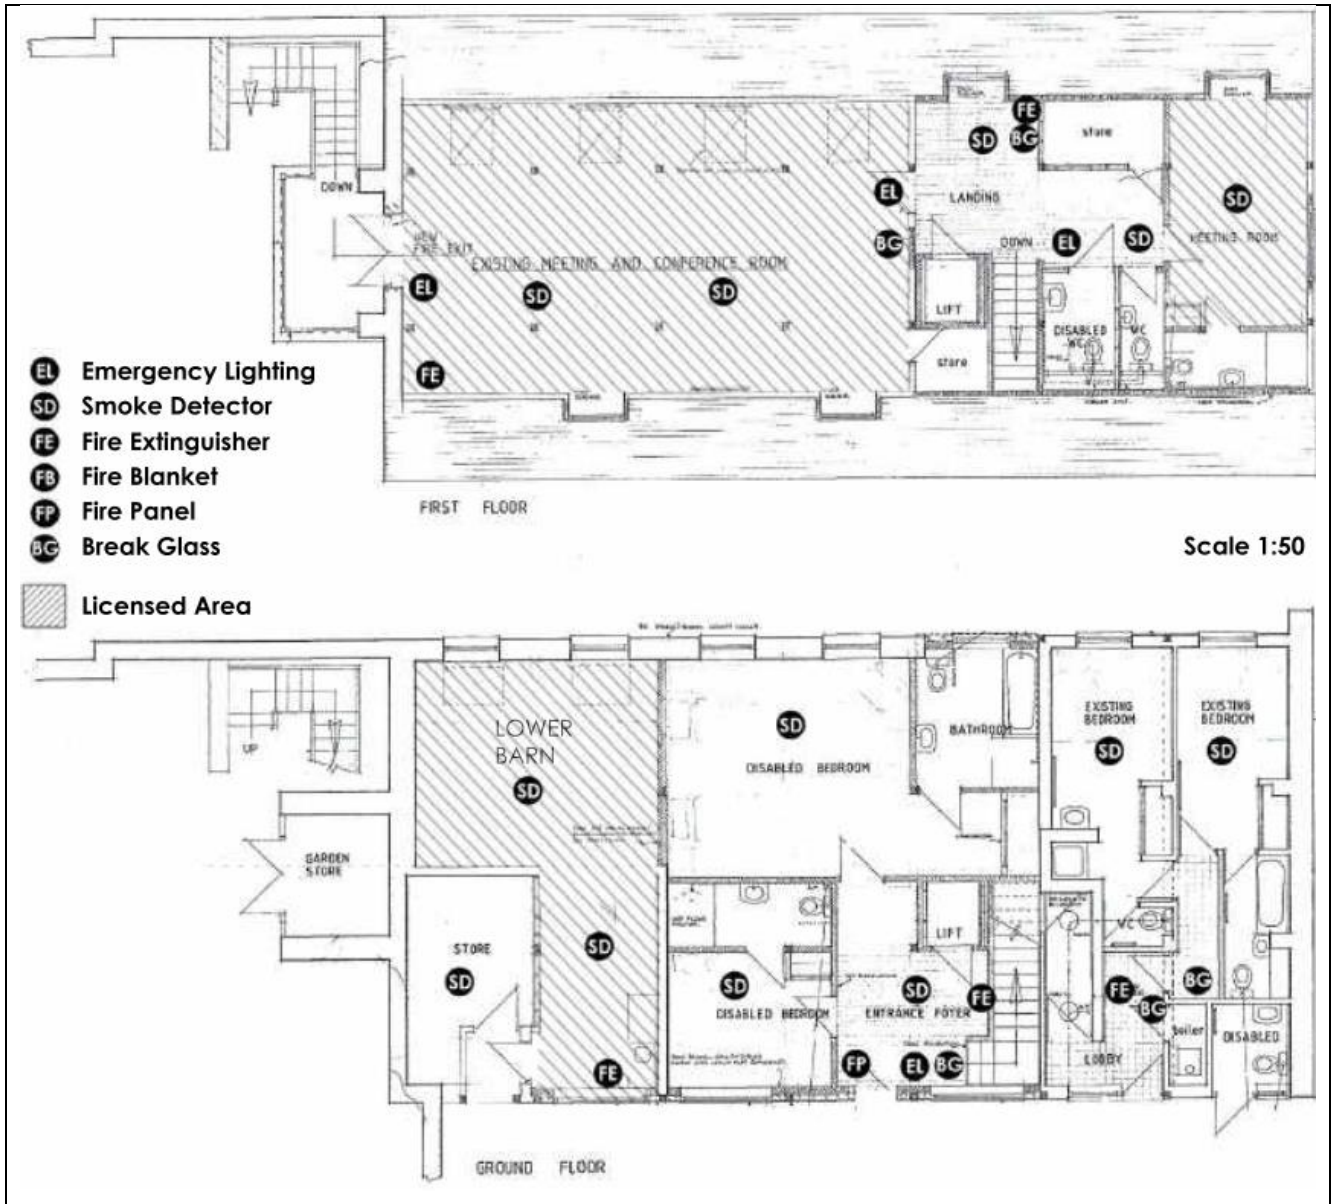 FE
SD
BG
store
EL
LANDING
SD
DOWN
BG
DOWN
EL
SD
MEETING ROOM
NEW
FIRE EXIT
EXISTING MEETING AND CONFERENCE ROOM
EL
SD
SD
LIFT
DISABLED
WC
WC
FE
store
EL Emergency Lighting
SD Smoke Detector
FE Fire Extinguisher
FB Fire Blanket
FP Fire Panel
BG Break Glass
FIRST FLOOR
Scale 1:50
Licensed Area
LOWER
BARN
SD
UP
SD
DISABLED BEDROOM
BATHROOM
EXISTING
BEDROOM
SD
EXISTING
BEDROOM
SD
GARDEN
STORE
STORE
SD
SD
LIFT
WC
SD
DISABLED BEDROOM
SD
ENTRANCE FOYER
FE
FE
BG
BG
boiler
DISABLED
LOBBY
FE
FP
EL
BG
GROUND FLOOR